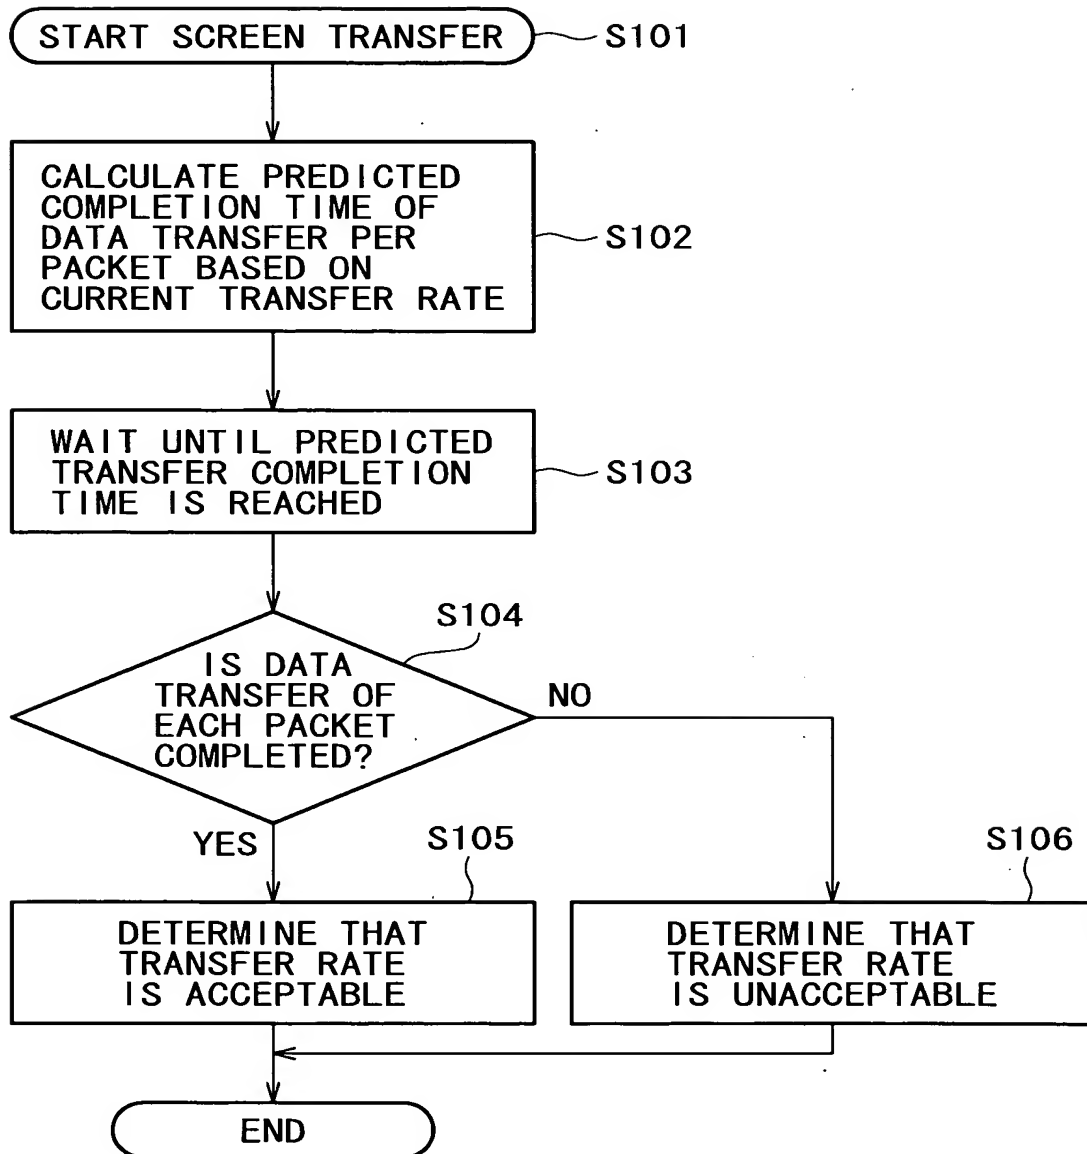 START SCREEN TRANSFER
S101
CALCULATE PREDICTED
COMPLETION TIME OF
DATA TRANSFER PER
PACKET BASED ON
CURRENT TRANSFER RATE
S102
WAIT UNTIL PREDICTED
TRANSFER COMPLETION
TIME IS REACHED
S103
S104
IS DATA
TRANSFER OF
EACH PACKET
COMPLETED?
NO
YES
S105
S106
DETERMINE THAT
TRANSFER RATE
IS ACCEPTABLE
DETERMINE THAT
TRANSFER RATE
IS UNACCEPTABLE
END